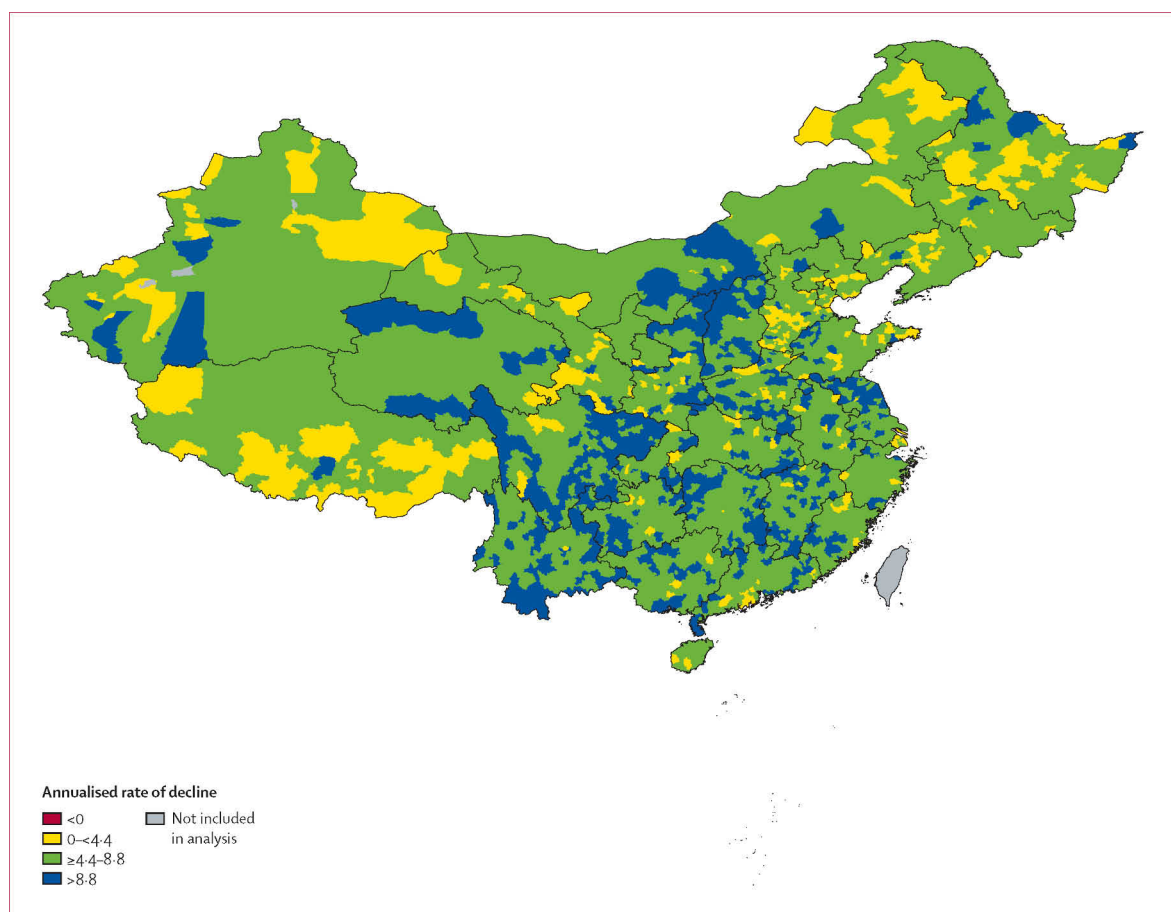 Annualised rate of decline
<0
0–<4·4
≥4·4–8·8
>8·8
Not included
in analysis